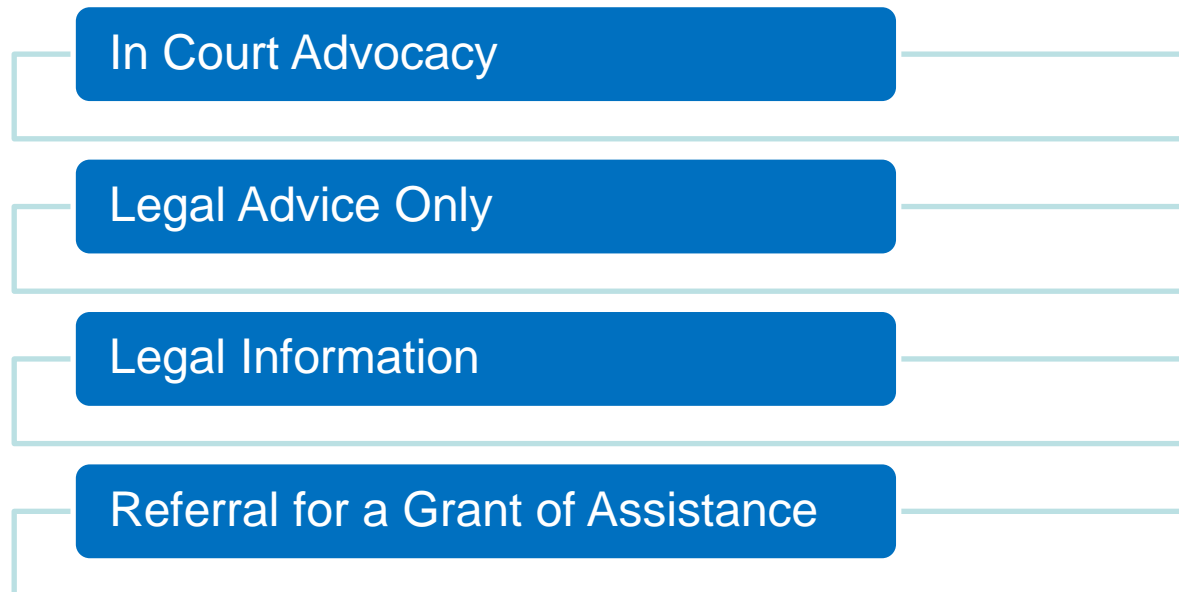 In Court Advocacy
Legal Advice Only
Legal Information
Referral for a Grant of Assistance